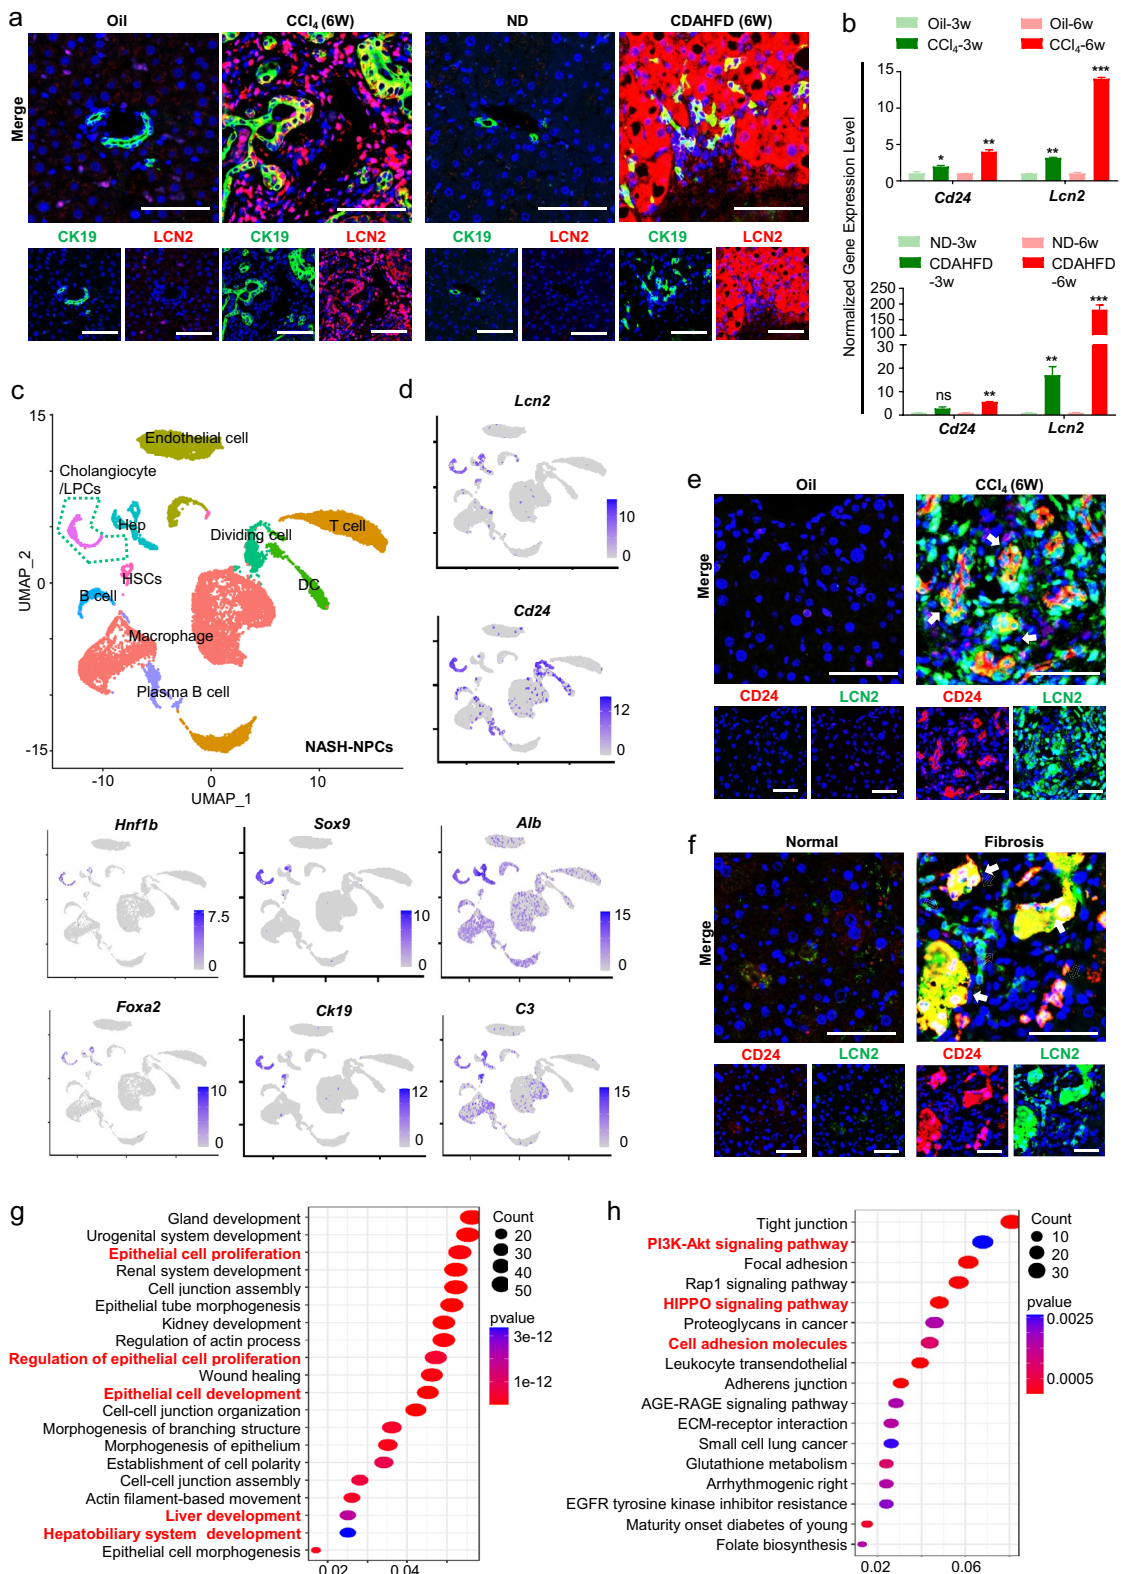 a
Oil
CCl₄ (6W)
ND
CDAHFD (6W)
Merge
CK19
LCN2
CK19
LCN2
CK19
LCN2
CK19
LCN2
b
Oil-3w
Oil-6w
CCl₄-3w
CCl₄-6w
Normalized Gene Expression Level
15
10
5
0
*
**
**
***
Cd24
Lcn2
ND-3w
ND-6w
CDAHFD
-3w
CDAHFD
-6w
250
200
150
100
30
20
10
0
ns
**
**
***
Cd24
Lcn2
c
15
0
-15
UMAP_2
Endothelial cell
Cholangiocyte
/LPCs
Hep
Dividing cell
T cell
HSCs
DC
B cell
Macrophage
Plasma B cell
NASH-NPCs
-10
0
10
UMAP_1
d
Lcn2
10
0
Cd24
12
0
Hnf1b
7.5
0
Sox9
10
0
Alb
15
0
Foxa2
10
0
Ck19
12
0
C3
15
0
e
Oil
CCl₄ (6W)
Merge
CD24
LCN2
CD24
LCN2
f
Normal
Fibrosis
Merge
CD24
LCN2
CD24
LCN2
g
Gland development
Urogenital system development
Epithelial cell proliferation
Renal system development
Cell junction assembly
Epithelial tube morphogenesis
Kidney development
Regulation of actin process
Regulation of epithelial cell proliferation
Wound healing
Epithelial cell development
Cell-cell junction organization
Morphogenesis of branching structure
Morphogenesis of epithelium
Establishment of cell polarity
Cell-cell junction assembly
Actin filament-based movement
Liver development
Hepatobiliary system development
Epithelial cell morphogenesis
0.02
0.04
Count
20
30
40
50
pvalue
3e-12
1e-12
h
Tight junction
PI3K-Akt signaling pathway
Focal adhesion
Rap1 signaling pathway
HIPPO signaling pathway
Proteoglycans in cancer
Cell adhesion molecules
Leukocyte transendothelial
Adherens junction
AGE-RAGE signaling pathway
ECM-receptor interaction
Small cell lung cancer
Glutathione metabolism
Arrhythmogenic right
EGFR tyrosine kinase inhibitor resistance
Maturity onset diabetes of young
Folate biosynthesis
0.02
0.06
Count
10
20
30
pvalue
0.0025
0.0005